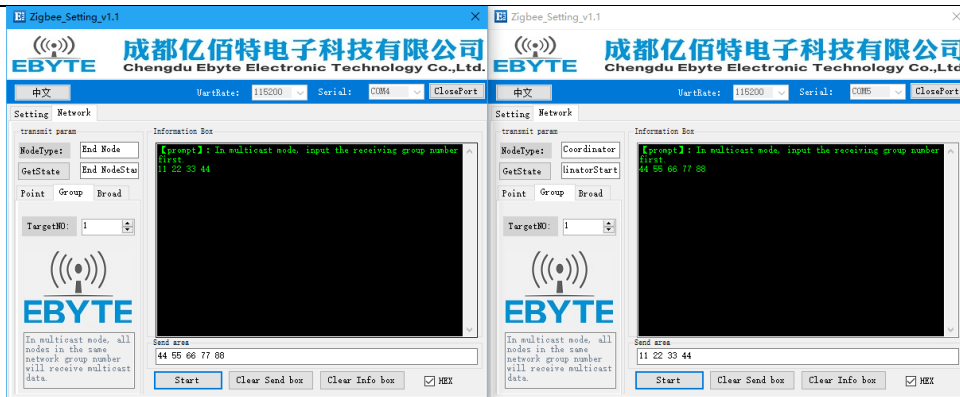 Zigbee_Setting_v1.1
EBYTE
成都亿佰特电子科技有限公司
Chengdu Ebyte Electronic Technology Co.,Ltd.
中文
UartRate: 115200 Serial: COM4 ClosePort
Setting Network
transmit param
NodeType: End Node
GetState End NodeSta
Point Group Broad
TargetNO: 1
EBYTE
In multicast mode, all
nodes in the same
network group number
will receive multicast
data.
Information Box
【prompt】: In multicast mode, input the receiving group number
first.
11 22 33 44
Send area
44 55 66 77 88
Start Clear Send box Clear Info box HEX
Zigbee_Setting_v1.1
EBYTE
成都亿佰特电子科技有限公司
Chengdu Ebyte Electronic Technology Co.,Ltd
中文
UartRate: 115200 Serial: COM5 ClosePort
Setting Network
transmit param
NodeType: Coordinator
GetState linatorStart
Point Group Broad
TargetNO: 1
EBYTE
In multicast mode, all
nodes in the same
network group number
will receive multicast
data.
Information Box
【prompt】: In multicast mode, input the receiving group number
first.
44 55 66 77 88
Send area
11 22 33 44
Start Clear Send box Clear Info box HEX